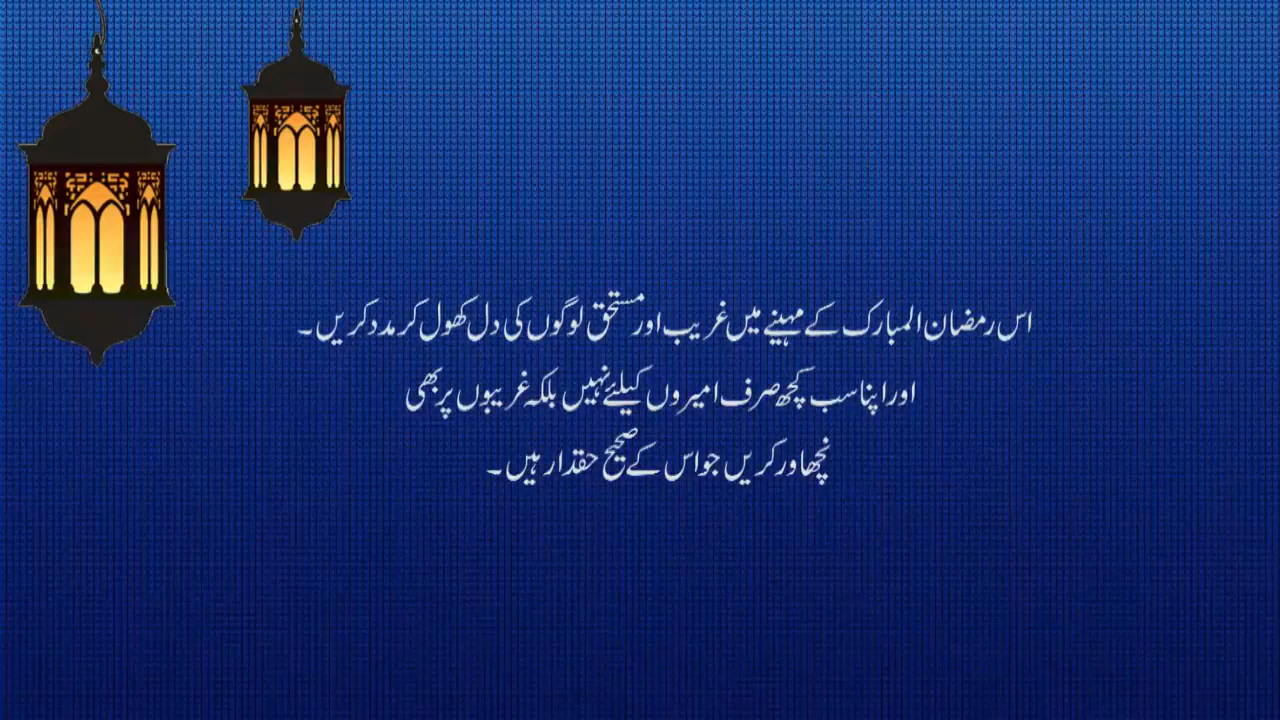 اس رمضان المبارک کے مہینے میں غریب اور مستحق لوگوں کی دل کھول کر مدد کریں۔
اور اپنا سب کچھ صرف امیروں کیلئے نہیں بلکہ غریبوں پر بھی
نچھاور کریں جو اس کے صحیح حقدار ہیں۔